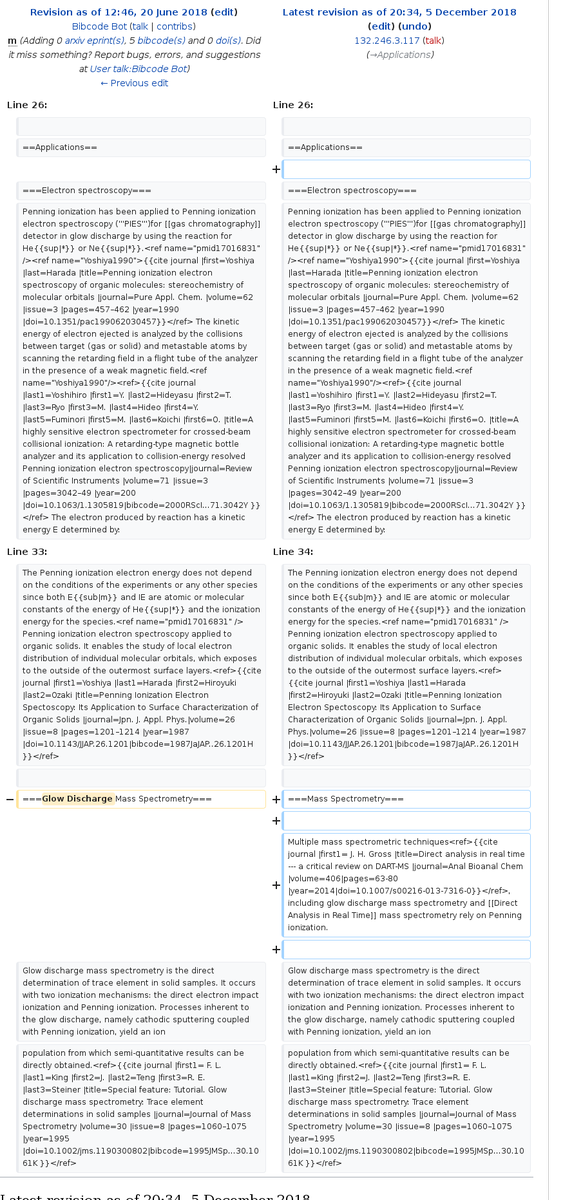 Revision as of 12:46, 20 June 2018 (edit)
Bibcode Bot (talk | contribs)
m (Adding 0 arxiv eprint(s), 5 bibcode(s) and 0 doi(s). Did
it miss something? Report bugs, errors, and suggestions
at User talk:Bibcode Bot)
← Previous edit
Latest revision as of 20:34, 5 December 2018
(edit) (undo)
132.246.3.117 (talk)
(→Applications)
Line 26:
Line 26:
==Applications==
==Applications==
+
===Electron spectroscopy===
===Electron spectroscopy===
Penning ionization has been applied to Penning ionization
electron spectroscopy ('''PIES''')for [[gas chromatography]]
detector in glow discharge by using the reaction for
He{{sup|*}} or Ne{{sup|*}}.<ref name="pmid17016831"
/><ref name="Yoshiya1990">{{cite journal |first=Yoshiya
|last=Harada |title=Penning ionization electron
spectroscopy of organic molecules: stereochemistry of
molecular orbitals |journal=Pure Appl. Chem. |volume=62
|issue=3 |pages=457–462 |year=1990
|doi=10.1351/pac199062030457}}</ref> The kinetic
energy of electron ejected is analyzed by the collisions
between target (gas or solid) and metastable atoms by
scanning the retarding field in a flight tube of the analyzer
in the presence of a weak magnetic field.<ref
name="Yoshiya1990"/><ref>{{cite journal
|last1=Yoshihiro |first1=Y. |last2=Hideyasu |first2=T.
|last3=Ryo |first3=M. |last4=Hideo |first4=Y.
|last5=Fuminori |first5=M. |last6=Koichi |first6=O. |title=A
highly sensitive electron spectrometer for crossed-beam
collisional ionization: A retarding-type magnetic bottle
analyzer and its application to collision-energy resolved
Penning ionization electron spectroscopy|journal=Review
of Scientific Instruments |volume=71 |issue=3
|pages=3042–49 |year=200
|doi=10.1063/1.1305819|bibcode=2000RScI...71.3042Y }}
</ref> The electron produced by reaction has a kinetic
energy E determined by:
Penning ionization has been applied to Penning ionization
electron spectroscopy ('''PIES''')for [[gas chromatography]]
detector in glow discharge by using the reaction for
He{{sup|*}} or Ne{{sup|*}}.<ref name="pmid17016831"
/><ref name="Yoshiya1990">{{cite journal |first=Yoshiya
|last=Harada |title=Penning ionization electron
spectroscopy of organic molecules: stereochemistry of
molecular orbitals |journal=Pure Appl. Chem. |volume=62
|issue=3 |pages=457–462 |year=1990
|doi=10.1351/pac199062030457}}</ref> The kinetic
energy of electron ejected is analyzed by the collisions
between target (gas or solid) and metastable atoms by
scanning the retarding field in a flight tube of the analyzer
in the presence of a weak magnetic field.<ref
name="Yoshiya1990"/><ref>{{cite journal
|last1=Yoshihiro |first1=Y. |last2=Hideyasu |first2=T.
|last3=Ryo |first3=M. |last4=Hideo |first4=Y.
|last5=Fuminori |first5=M. |last6=Koichi |first6=O. |title=A
highly sensitive electron spectrometer for crossed-beam
collisional ionization: A retarding-type magnetic bottle
analyzer and its application to collision-energy resolved
Penning ionization electron spectroscopy|journal=Review
of Scientific Instruments |volume=71 |issue=3
|pages=3042–49 |year=200
|doi=10.1063/1.1305819|bibcode=2000RScI...71.3042Y }}
</ref> The electron produced by reaction has a kinetic
energy E determined by:
Line 33:
Line 34:
The Penning ionization electron energy does not depend
on the conditions of the experiments or any other species
since both E{{sub|m}} and IE are atomic or molecular
constants of the energy of He{{sup|*}} and the ionization
energy for the species.<ref name="pmid17016831" />
Penning ionization electron spectroscopy applied to
organic solids. It enables the study of local electron
distribution of individual molecular orbitals, which exposes
to the outside of the outermost surface layers.<ref>{{cite
journal |first1=Yoshiya |last1=Harada |first2=Hiroyuki
|last2=Ozaki |title=Penning Ionization Electron
Spectoscopy: Its Application to Surface Characterization of
Organic Solids |journal=Jpn. J. Appl. Phys.|volume=26
|issue=8 |pages=1201–1214 |year=1987
|doi=10.1143/JJAP.26.1201|bibcode=1987JaJAP..26.1201H
}}</ref>
The Penning ionization electron energy does not depend
on the conditions of the experiments or any other species
since both E{{sub|m}} and IE are atomic or molecular
constants of the energy of He{{sup|*}} and the ionization
energy for the species.<ref name="pmid17016831" />
Penning ionization electron spectroscopy applied to
organic solids. It enables the study of local electron
distribution of individual molecular orbitals, which exposes
to the outside of the outermost surface layers.<ref>
{{cite journal |first1=Yoshiya |last1=Harada
|first2=Hiroyuki |last2=Ozaki |title=Penning Ionization
Electron Spectoscopy: Its Application to Surface
Characterization of Organic Solids |journal=Jpn. J. Appl.
Phys.|volume=26 |issue=8 |pages=1201–1214 |year=1987
|doi=10.1143/JJAP.26.1201|bibcode=1987JaJAP..26.1201H
}}</ref>
− ===Glow Discharge Mass Spectrometry===
+ ===Mass Spectrometry===
+
+ Multiple mass spectrometric techniques<ref>{{cite
journal |first1= J. H. Gross |title=Direct analysis in real time
--- a critical review on DART-MS |journal=Anal Bioanal Chem
|volume=406|pages=63-80
|year=2014|doi=10.1007/s00216-013-7316-0}}</ref>,
including glow discharge mass spectrometry and [[Direct
Analysis in Real Time]] mass spectrometry rely on Penning
ionization.
+
Glow discharge mass spectrometry is the direct
determination of trace element in solid samples. It occurs
with two ionization mechanisms: the direct electron impact
ionization and Penning ionization. Processes inherent to
the glow discharge, namely cathodic sputtering coupled
with Penning ionization, yield an ion
Glow discharge mass spectrometry is the direct
determination of trace element in solid samples. It occurs
with two ionization mechanisms: the direct electron impact
ionization and Penning ionization. Processes inherent to
the glow discharge, namely cathodic sputtering coupled
with Penning ionization, yield an ion
population from which semi-quantitative results can be
directly obtained.<ref>{{cite journal |first1= F. L.
|last1=King |first2=J. |last2=Teng |first3=R. E.
|last3=Steiner |title=Special feature: Tutorial. Glow
discharge mass spectrometry: Trace element
determinations in solid samples |journal=Journal of Mass
Spectrometry |volume=30 |issue=8 |pages=1060–1075
|year=1995
|doi=10.1002/jms.1190300802|bibcode=1995JMSp...30.10
61K }}</ref>
population from which semi-quantitative results can be
directly obtained.<ref>{{cite journal |first1= F. L.
|last1=King |first2=J. |last2=Teng |first3=R. E.
|last3=Steiner |title=Special feature: Tutorial. Glow
discharge mass spectrometry: Trace element
determinations in solid samples |journal=Journal of Mass
Spectrometry |volume=30 |issue=8 |pages=1060–1075
|year=1995
|doi=10.1002/jms.1190300802|bibcode=1995JMSp...30.10
61K }}</ref>
Latest revision as of 20:34, 5 December 2018